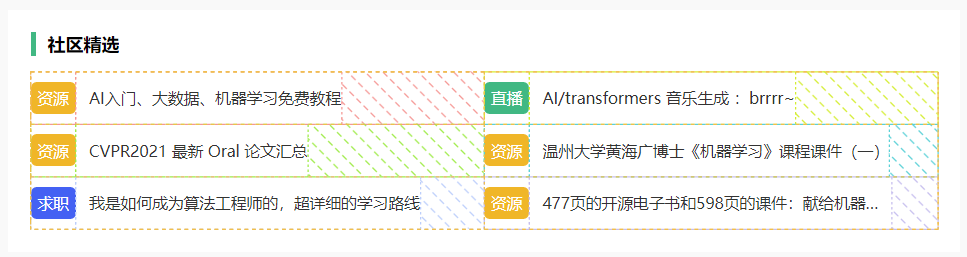 社区精选
资源 AI入门、大数据、机器学习免费教程
直播 AI/transformers 音乐生成 : brrrr~
资源 CVPR2021 最新 Oral 论文汇总
资源 温州大学黄海广博士《机器学习》课程课件（一）
求职 我是如何成为算法工程师的，超详细的学习路线
资源 477页的开源电子书和598页的课件：献给机器...